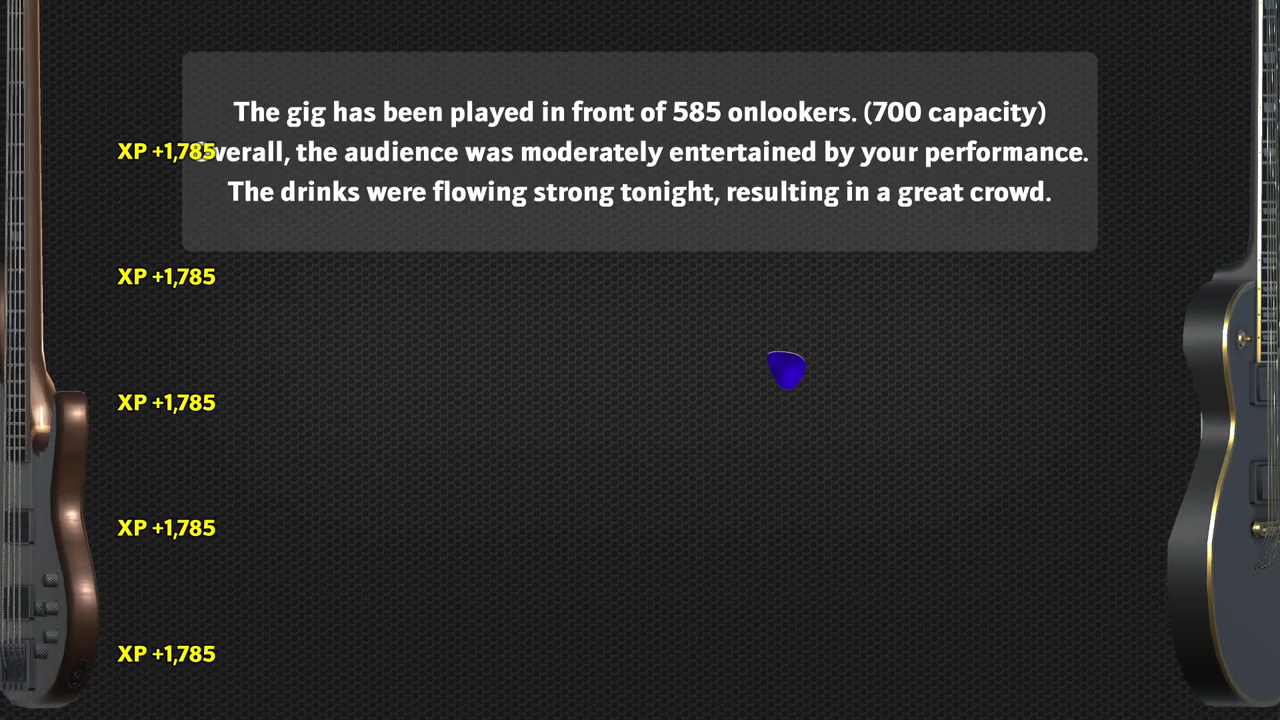 The gig has been played in front of 585 onlookers. (700 capacity)
XP +1,785
Overall, the audience was moderately entertained by your performance.
The drinks were flowing strong tonight, resulting in a great crowd.
XP +1,785
XP +1,785
XP +1,785
XP +1,785